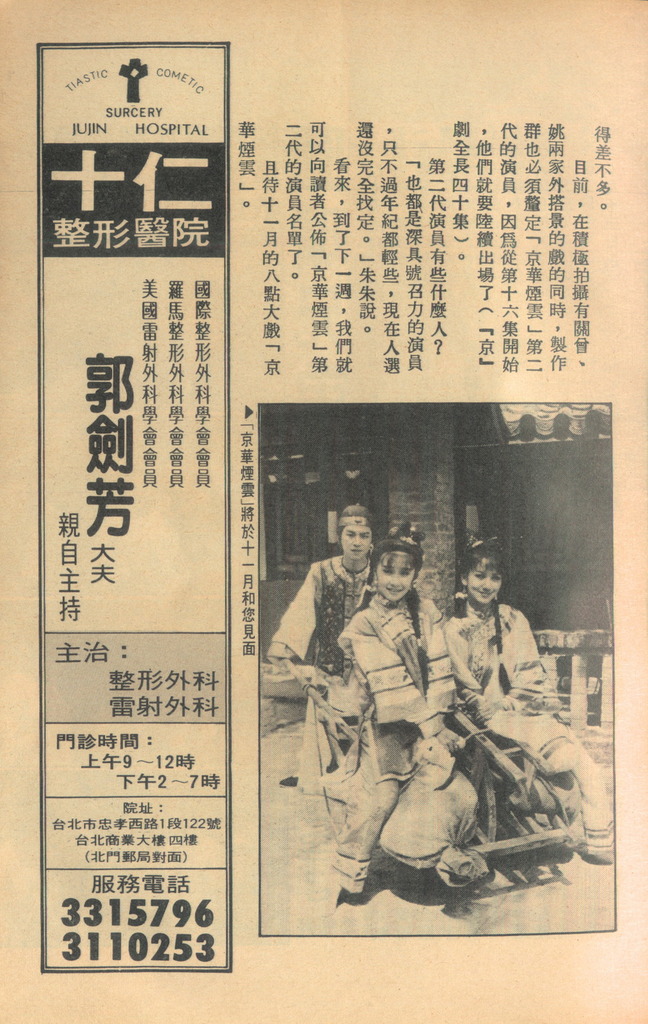 得差不多。
目前，在積極拍攝有關曾、
姚兩家外搭景的戲的同時，製作
群也必須釐定「京華煙雲」第二
代的演員，因為從第十六集開始
，他們就要陸續出場了（「京」
劇全長四十集）。
第二代演員有些什麼人？
「也都是深具號召力的演員
，只不過年紀都輕些，現在人選
還沒完全找定。」朱朱說。
看來，到了下一週，我們就
可以向讀者公佈「京華煙雲」第
二代的演員名單了。
且待十一月的八點大戲「京
華煙雲」。
▶「京華煙雲」將於十一月和您見面
TIASTIC COMETIC
SURCERY
JUJIN HOSPITAL
十仁
整形醫院
國際整形外科學會會員
羅馬整形外科學會會員
美國雷射外科學會會員
郭劍芳大夫
親自主持
主治：
整形外科
雷射外科
門診時間：
上午9～12時
下午2～7時
院址：
台北市忠孝西路1段122號
台北商業大樓四樓
（北門郵局對面）
服務電話
3315796
3110253